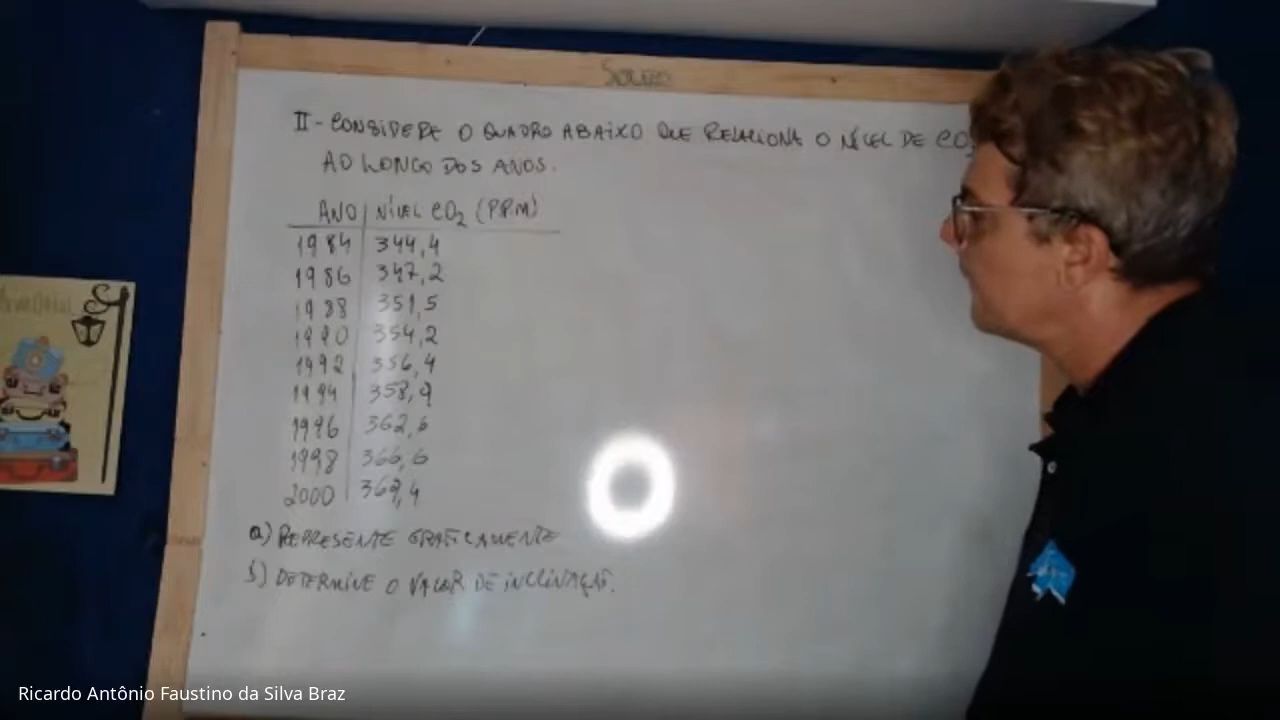 II - CONSIDERE O QUADRO ABAIXO QUE RELACIONA O NÍVEL DE CO2
AO LONGO DOS ANOS.
ANO NÍVEL CO2 (P.P.M)
1984 344,4
1986 347,2
1988 351,5
1990 354,2
1992 356,4
1994 358,9
1996 362,6
1998 366,6
2000 369,4
a) REPRESENTE GRAFICAMENTE
b) DETERMINE O VALOR DE INCLINAÇÃO.
Ricardo Antônio Faustino da Silva Braz